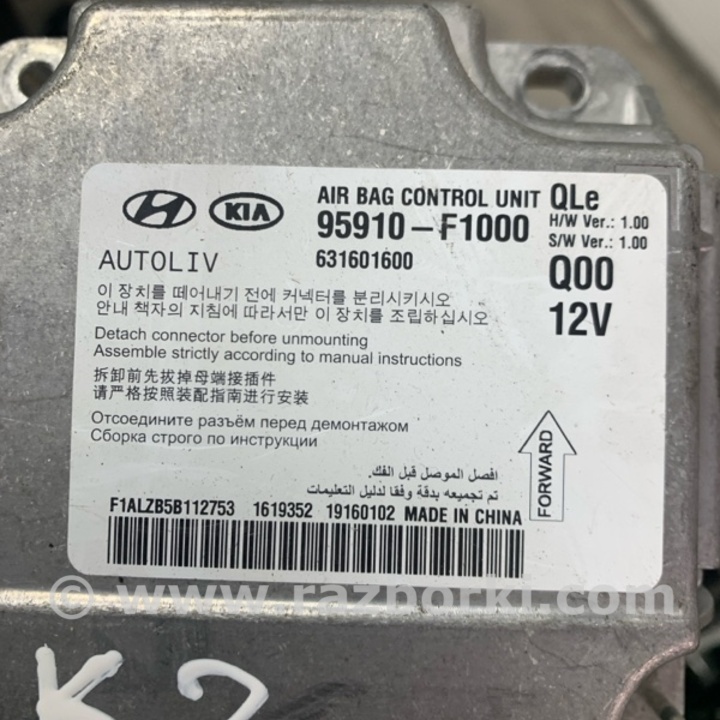 KIA
AIR BAG CONTROL UNIT QLe
95910-F1000
H/W Ver.: 1.00
S/W Ver.: 1.00
AUTOLIV
631601600
Q00
12V
이 장치를 떼어내기 전에 커넥터를 분리시키시오
안내 책자의 지침에 따라서만 이 장치를 조립하십시오
Detach connector before unmounting
Assemble strictly according to manual instructions
拆卸前先拔掉母端接插件
请严格按照装配指南进行安装
Отсоедините разъём перед демонтажом
Сборка строго по инструкции
افصل الموصل قبل الفك.
تم تجميعه بدقة وفقا لدليل التعليمات
FORWARD
F1ALZB5B112753 1619352 19160102 MADE IN CHINA
© www.razborki.com
K2